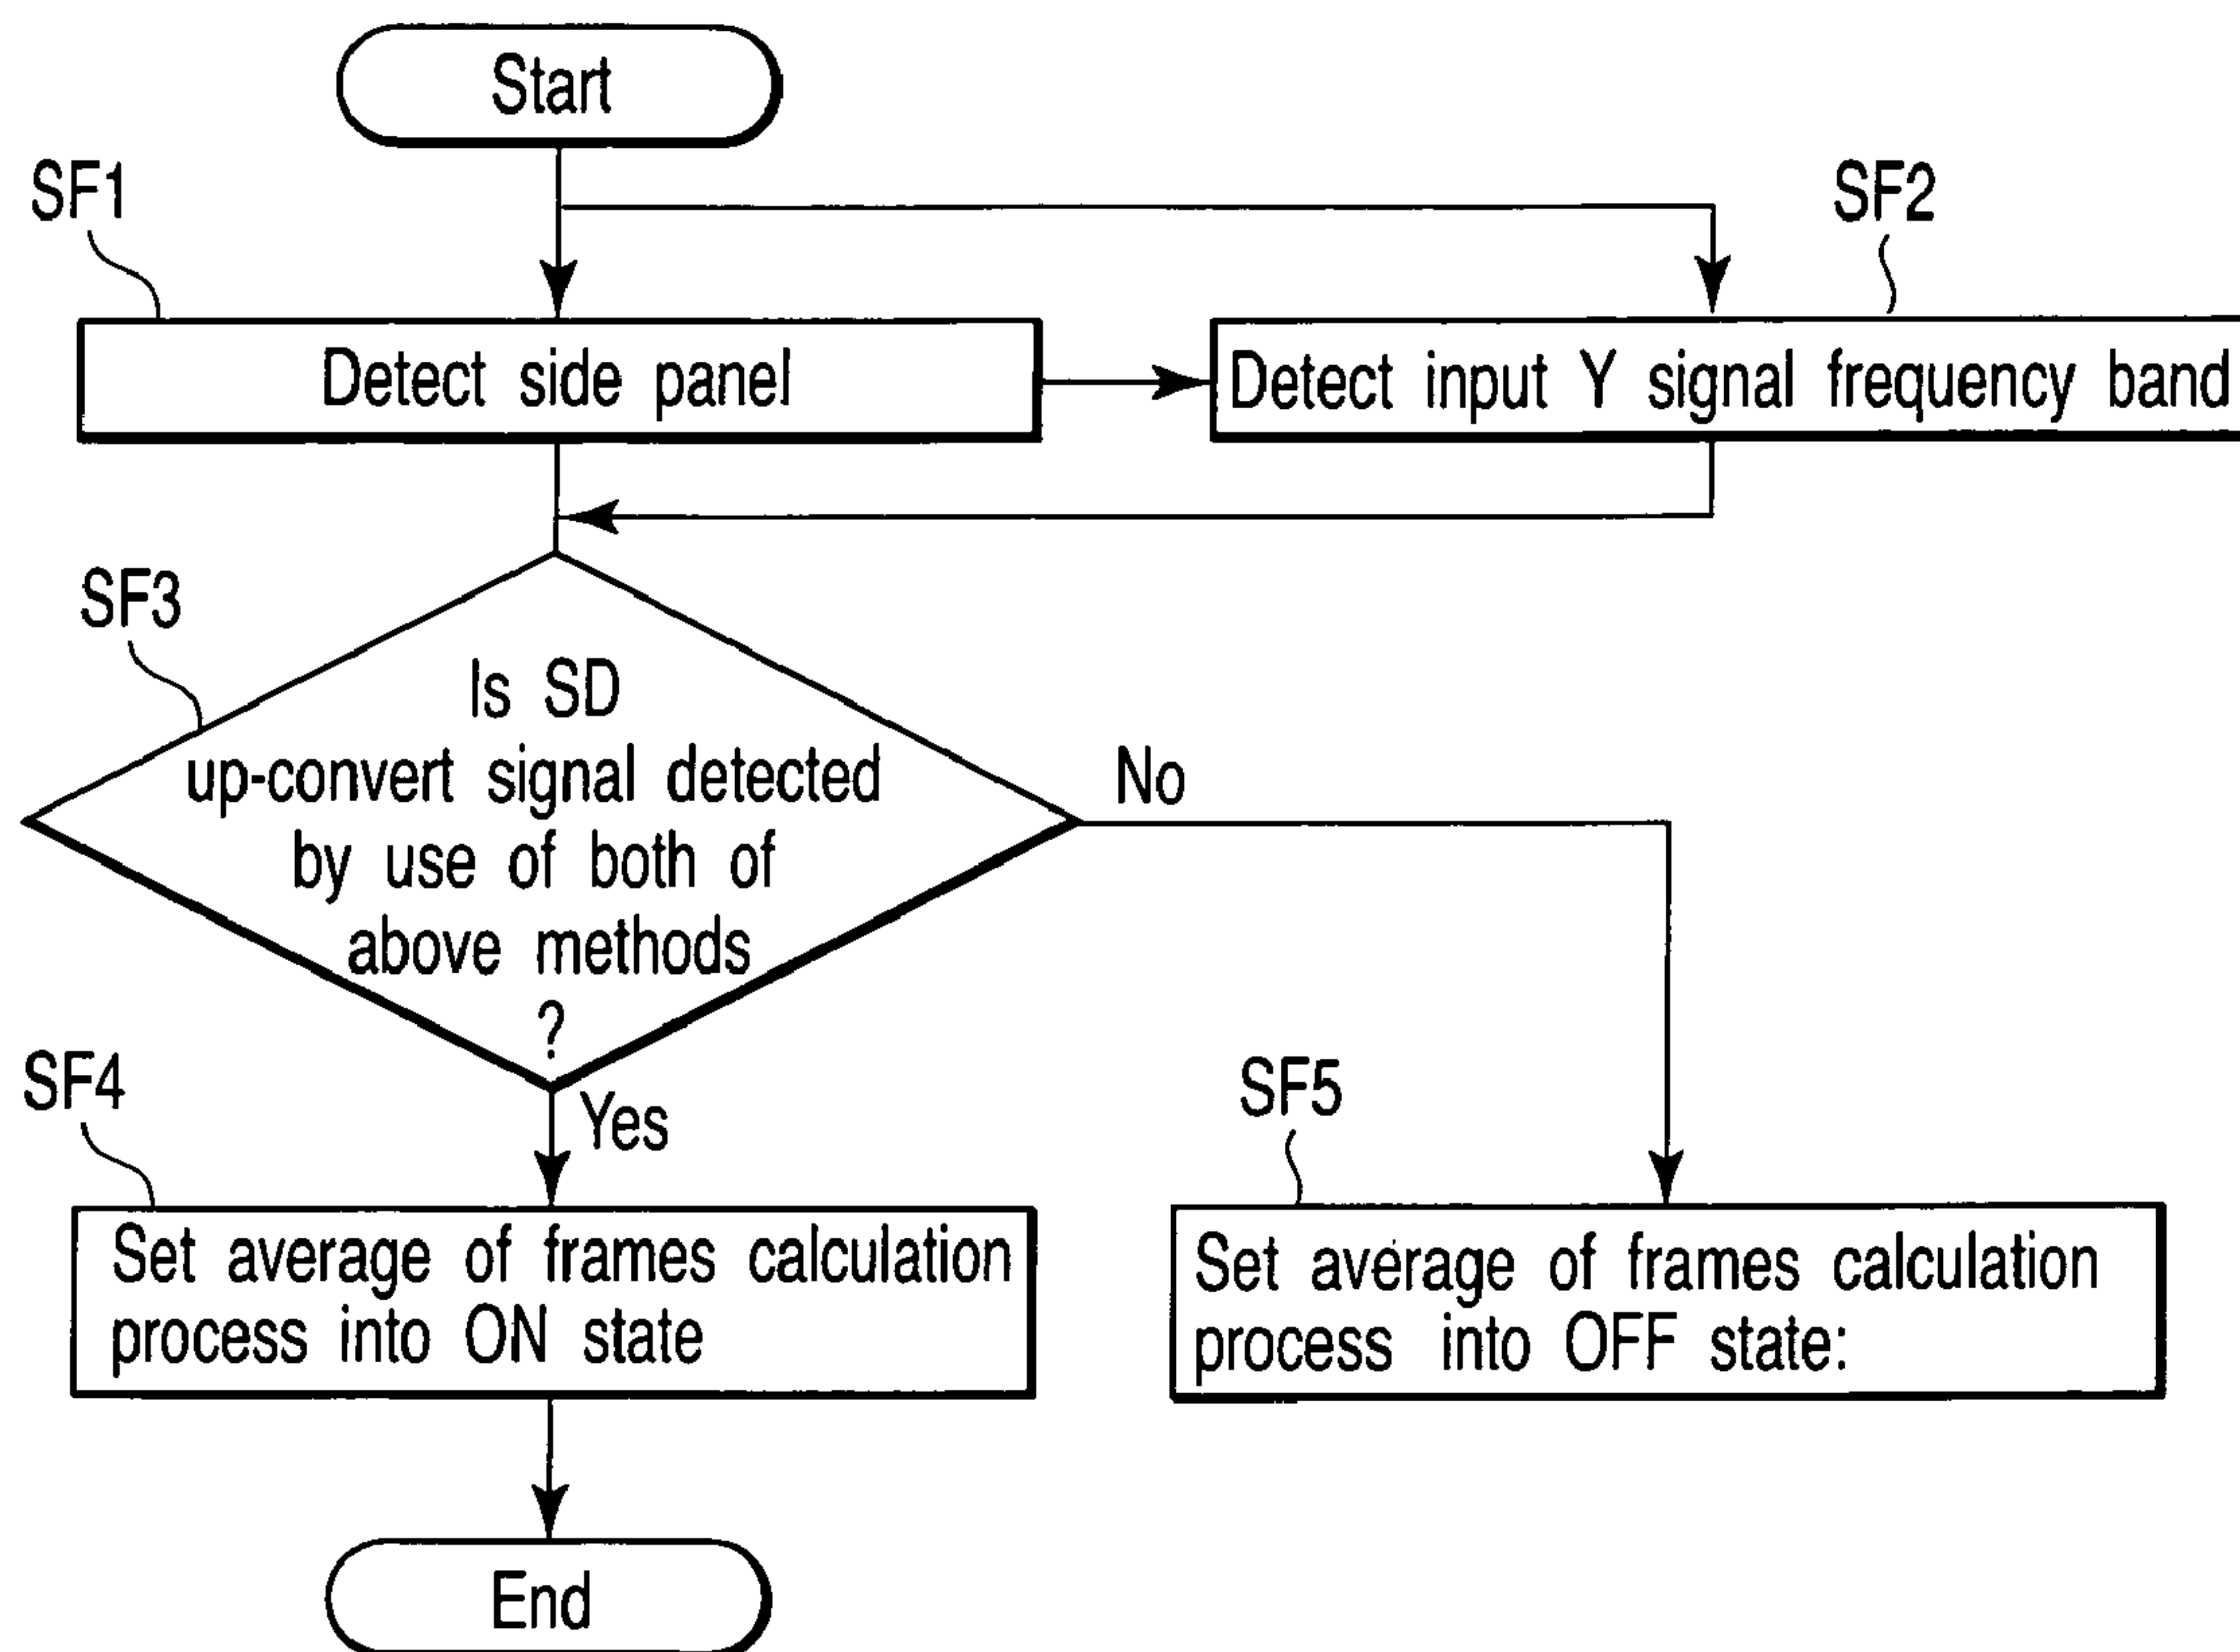 Start
SF1
SF2
Detect side panel
Detect input Y signal frequency band
SF3
Is SD
up-convert signal detected
by use of both of
above methods
?
No
Yes
SF4
SF5
Set average of frames calculation
process into ON state
Set average of frames calculation
process into OFF state:
End